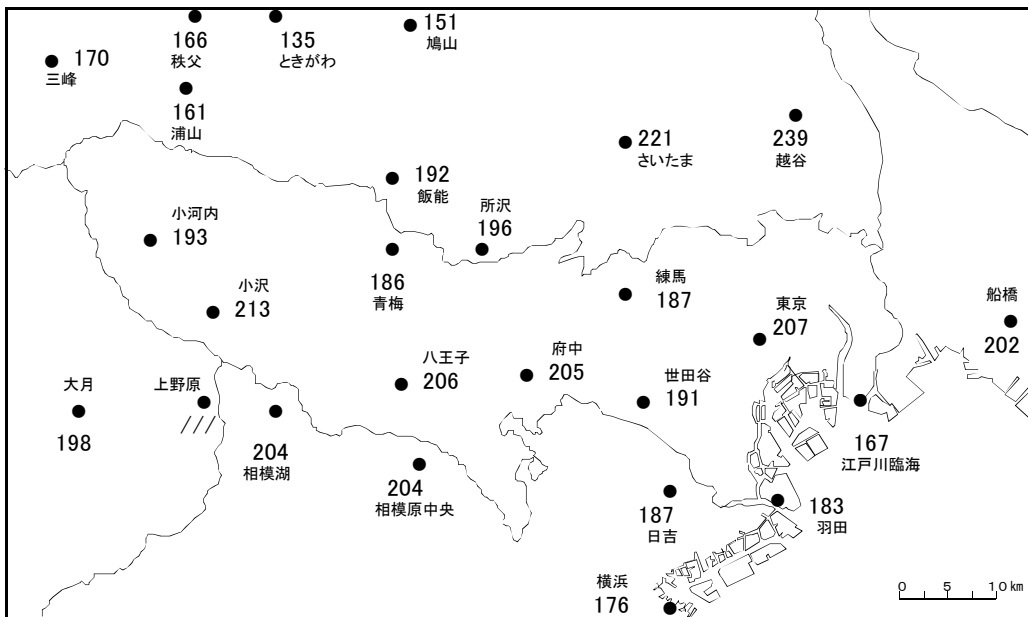 151
鳩山
166
秩父
135
ときがわ
170
三峰
161
浦山
221
さいたま
239
越谷
192
飯能
小河内
193
所沢
196
186
青梅
小沢
213
練馬
187
東京
207
船橋
202
大月
198
上野原
///
八王子
206
府中
205
世田谷
191
204
相模湖
204
相模原中央
167
江戸川臨海
187
日吉
183
羽田
横浜
176
0 5 10km